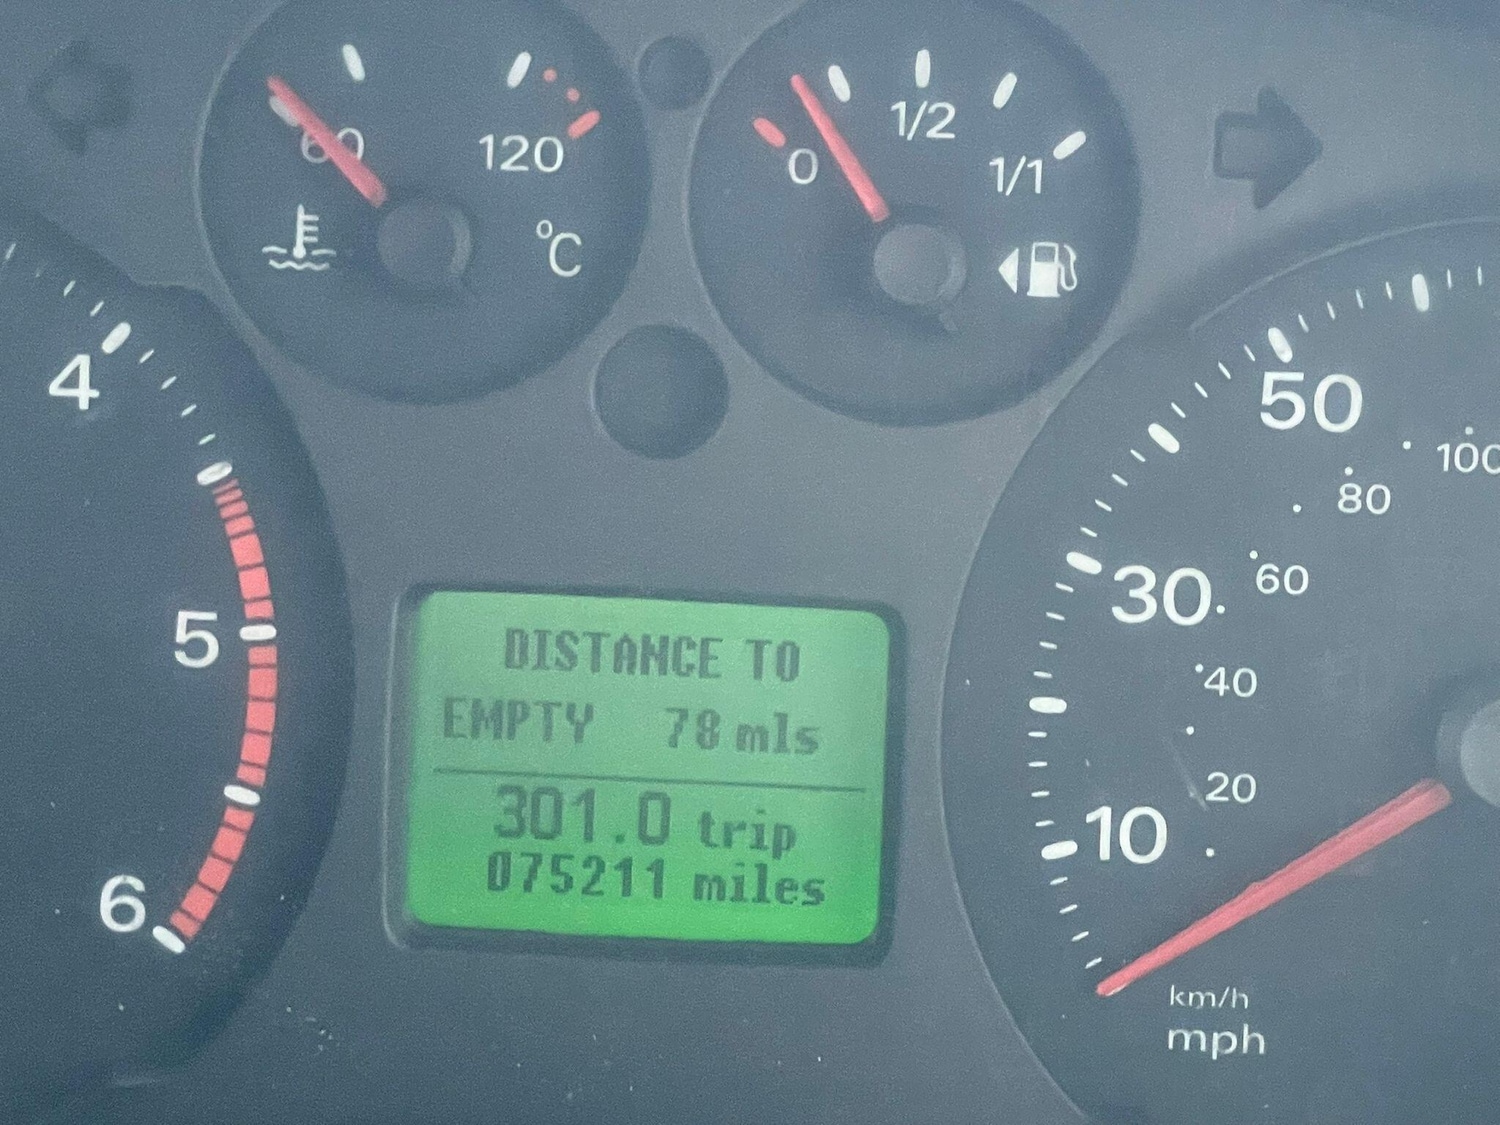 60
120
°C
0
1/2
1/1
4
5
6
DISTANCE TO
EMPTY 78 mls
301.0 trip
075211 miles
50
30
10
100
80
60
40
20
km/h
mph